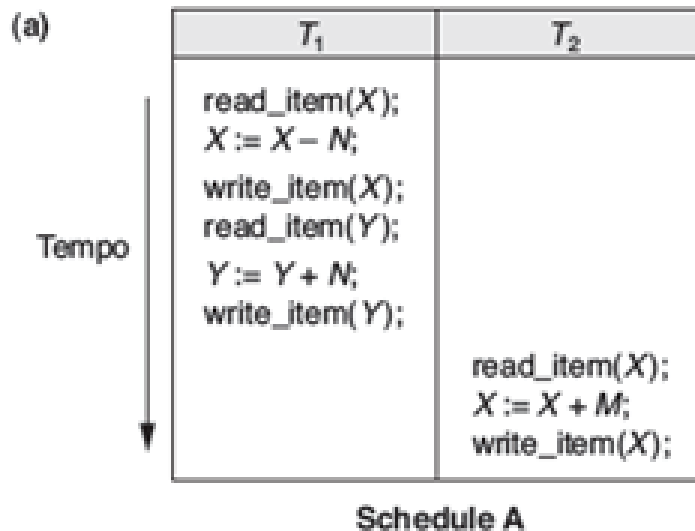 (a)
T₁ T₂
read_item(X);
X := X – N;
write_item(X);
read_item(Y);
Tempo
Y := Y + N;
write_item(Y);
read_item(X);
X := X + M;
write_item(X);
Schedule A